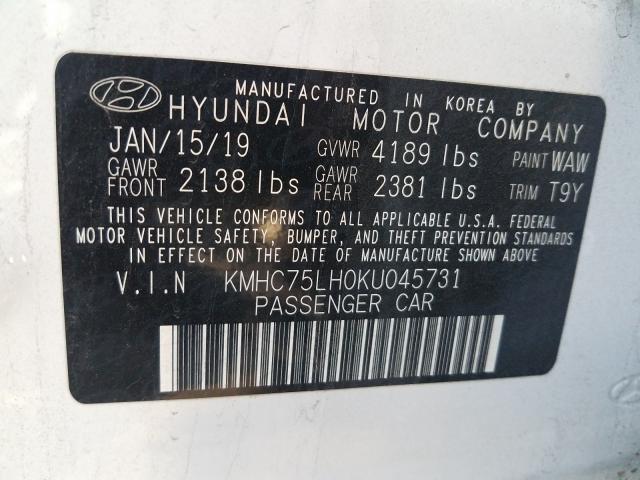 MANUFACTURED IN KOREA BY
HYUNDAI MOTOR COMPANY
JAN/15/19 GVWR 4189 lbs PAINT WAW
GAWR FRONT 2138 lbs GAWR REAR 2381 lbs TRIM T9Y
THIS VEHICLE CONFORMS TO ALL APPLICABLE U.S.A. FEDERAL
MOTOR VEHICLE SAFETY, BUMPER, AND THEFT PREVENTION STANDARDS
IN EFFECT ON THE DATE OF MANUFACTURE SHOWN ABOVE
V.I.N KMHC75LH0KU045731
PASSENGER CAR